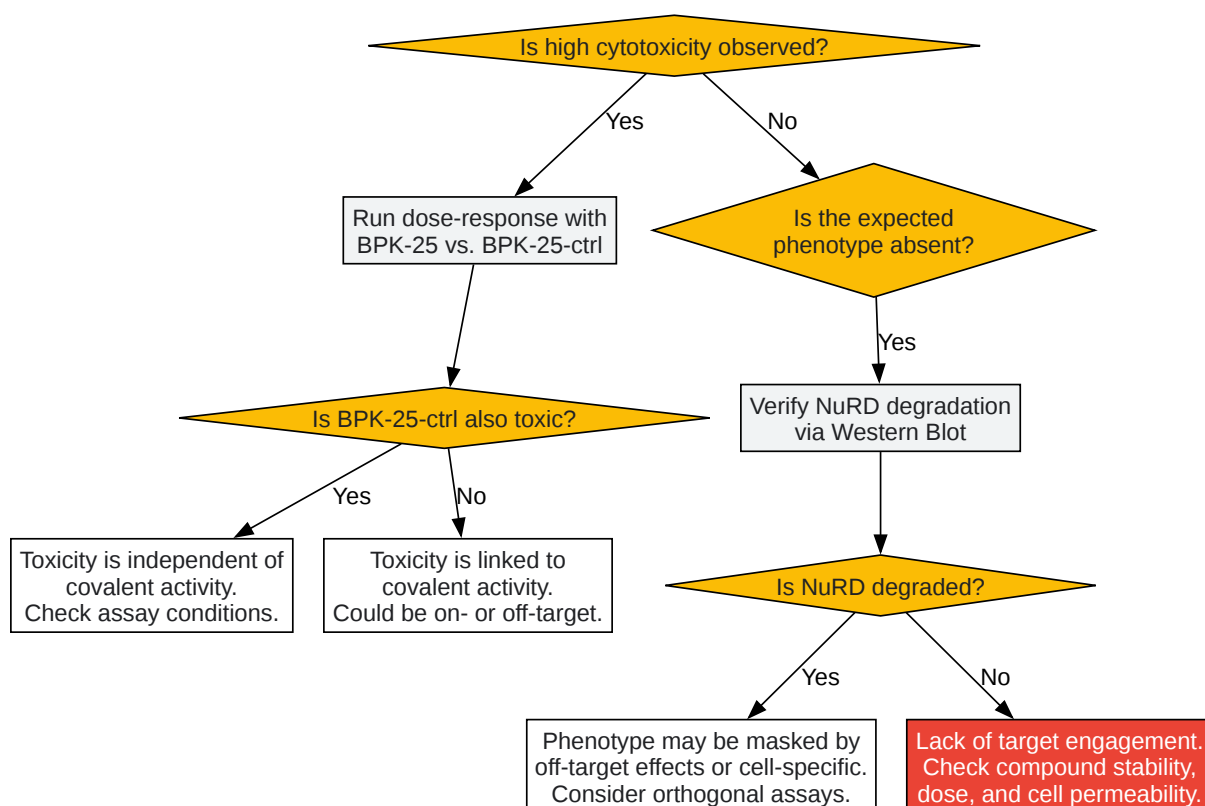 Is high cytotoxicity observed?
Yes
No
Run dose-response with
BPK-25 vs. BPK-25-ctrl
Is the expected
phenotype absent?
Yes
Is BPK-25-ctrl also toxic?
Verify NuRD degradation
via Western Blot
Yes
No
Toxicity is independent of
covalent activity.
Check assay conditions.
Toxicity is linked to
covalent activity.
Could be on- or off-target.
Is NuRD degraded?
Yes
No
Phenotype may be masked by
off-target effects or cell-specific.
Consider orthogonal assays.
Lack of target engagement.
Check compound stability,
dose, and cell permeability.